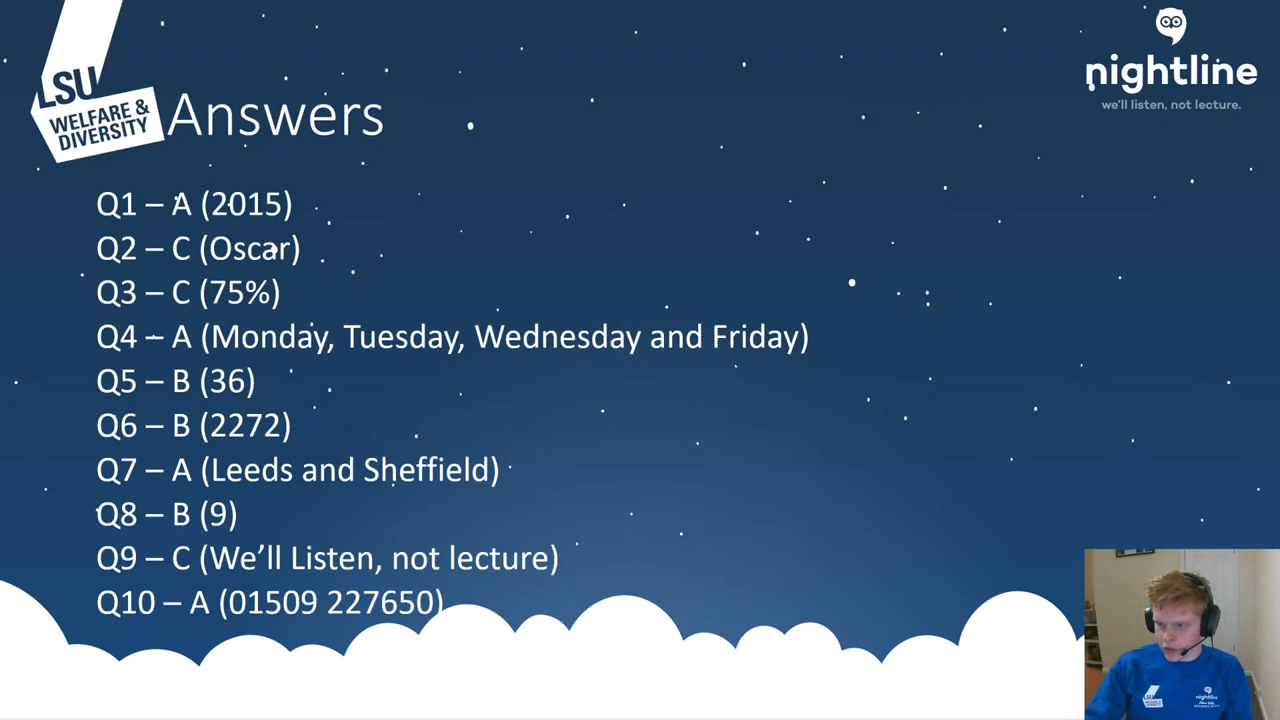 LSU
WELFARE &
DIVERSITY
nightline
we'll listen, not lecture.
Answers
Q1 – A (2015)
Q2 – C (Oscar)
Q3 – C (75%)
Q4 – A (Monday, Tuesday, Wednesday and Friday)
Q5 – B (36)
Q6 – B (2272)
Q7 – A (Leeds and Sheffield)
Q8 – B (9)
Q9 – C (We’ll Listen, not lecture)
Q10 – A (01509 227650)
LSU
nightline